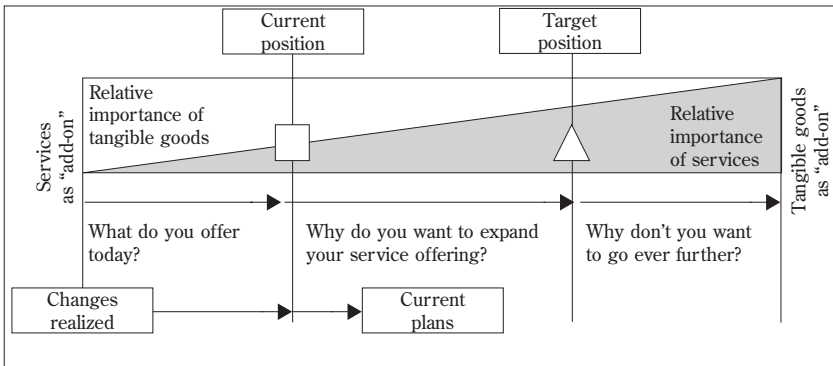 Current
position
Target
position
Services
as “add-on”
Relative
importance of
tangible goods
Relative
importance
of services
Tangible goods
as “add-on”
What do you offer
today?
Why do you want to expand
your service offering?
Why don’t you want
to go ever further?
Changes
realized
Current
plans